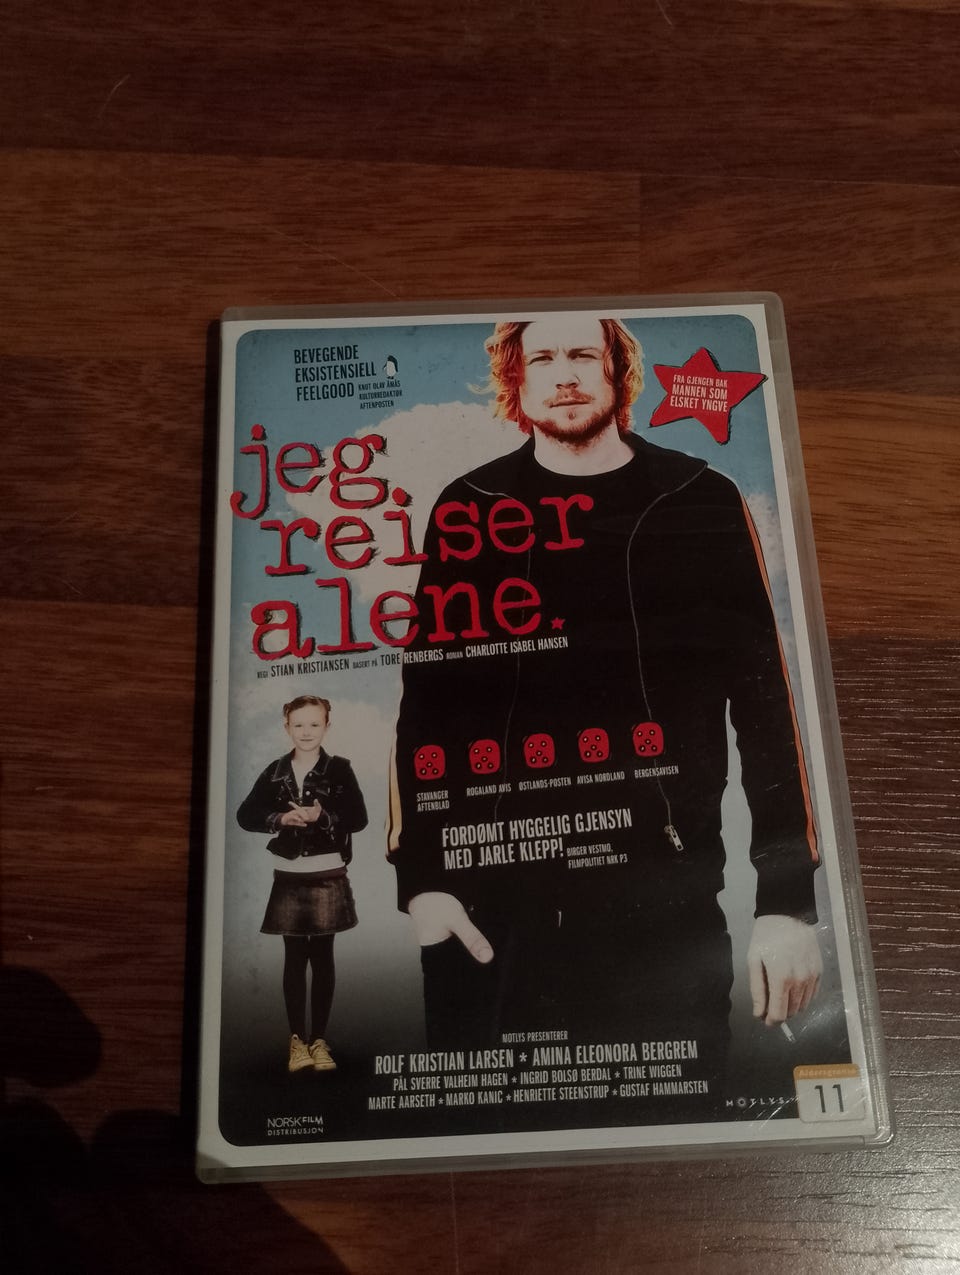 BEVEGENDE
EKSISTENSIELL
FEELGOOD KNUT OLAV ÅMÅS
KULTURREDAKTØR
AFTENPOSTEN
FRA GJENGEN BAK
MANNEN SOM
ELSKET YNGVE
jeg
reiser
alene.
REGI STIAN KRISTIANSEN BASERT PÅ TORE RENBERGS ROMAN CHARLOTTE ISABEL HANSEN
STAVANGER
AFTENBLAD
ROGALAND AVIS
OSTLANDS-POSTEN
AVISA NORDLAND
BERGENSAVISEN
FORDØMT HYGGELIG GJENSYN
MED JARLE KLEPP! BIRGER VESTMO,
FILMPOLITIET NRK P3
MOTLYS PRESENTERER
ROLF KRISTIAN LARSEN * AMINA ELEONORA BERGREM
PÅL SVERRE VALHEIM HAGEN * INGRID BOLSØ BERDAL * TRINE WIGGEN
MARTE AARSETH * MARKO KANIC * HENRIETTE STEENSTRUP * GUSTAF HAMMARSTEN
NORSK FILM
DISTRIBUSJON
MOTLYS
Aldersgrense
11